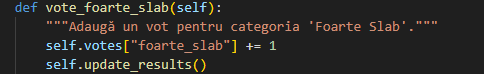 def vote_foarte_slab(self):
"""Adaugă un vot pentru categoria 'Foarte Slab'."""
self.votes["foarte_slab"] += 1
self.update_results()